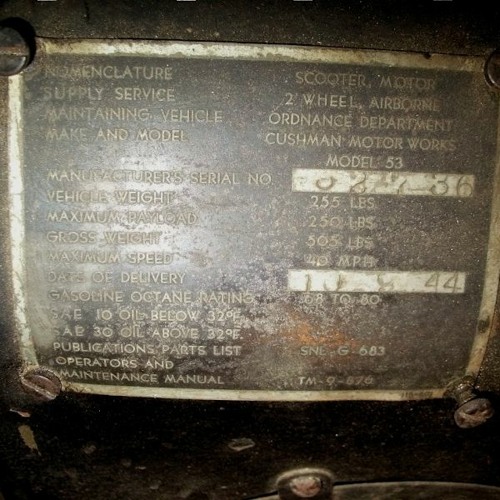 NOMENCLATURE SCOOTER, MOTOR
2 WHEEL, AIRBORNE
SUPPLY SERVICE ORDNANCE DEPARTMENT
MAINTAINING VEHICLE
MAKE AND MODEL CUSHMAN MOTOR WORKS
MODEL 53
MANUFACTURER'S SERIAL NO.
VEHICLE WEIGHT 255 LBS
MAXIMUM PAYLOAD 250 LBS
GROSS WEIGHT 505 LBS
MAXIMUM SPEED 40 MPH
DATE OF DELIVERY 44
GASOLINE OCTANE RATING 68 TO 80
S A E 10 OIL BELOW 32°F.
S A E 30 OIL ABOVE 32°F.
PUBLICATIONS PARTS LIST SNL G-683
OPERATORS AND
MAINTENANCE MANUAL TM-9-876